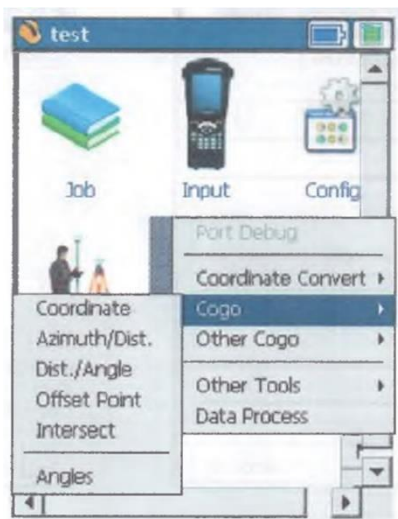 test
Job Input Config
Port Debug
Coordinate Convert
Cogo
Other Cogo
Other Tools
Data Process
Coordinate
Azimuth/Dist.
Dist./Angle
Offset Point
Intersect
Angles